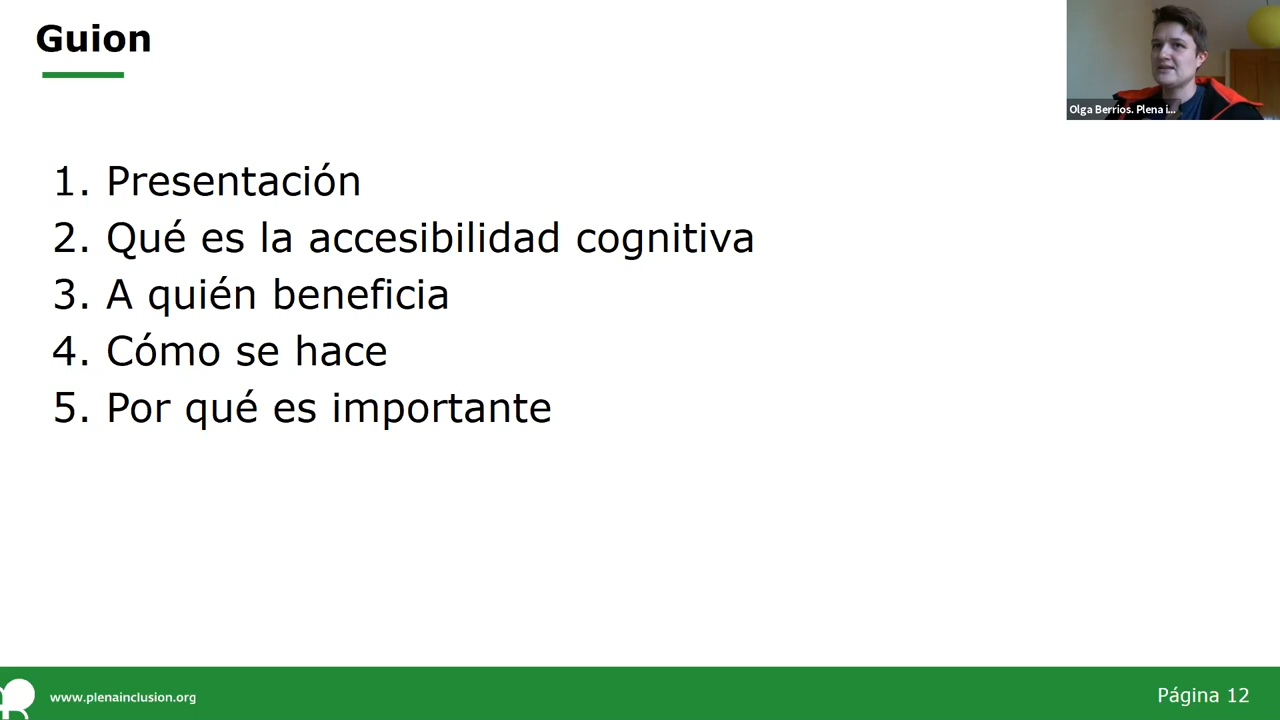 Guion
Olga Berrios. Plena i...
1. Presentación
2. Qué es la accesibilidad cognitiva
3. A quién beneficia
4. Cómo se hace
5. Por qué es importante
www.plenainclusion.org
Página 12